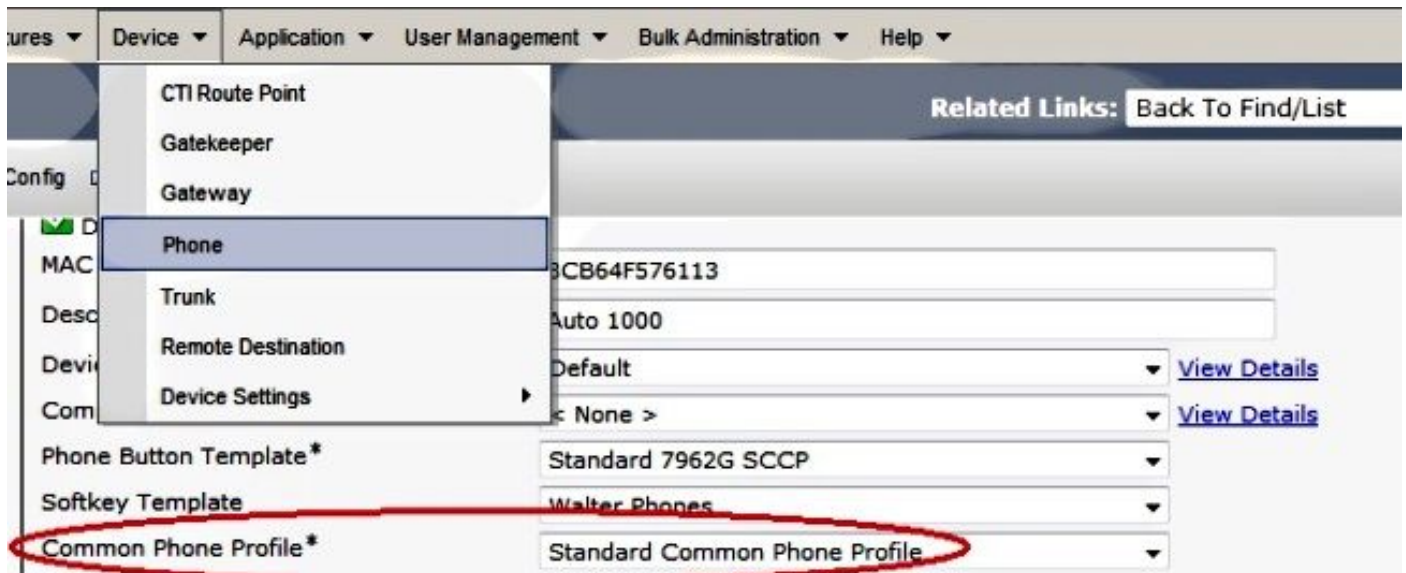 tures Device Application User Management Bulk Administration Help
CTI Route Point
Related Links: Back To Find/List
Gatekeeper
Config
Gateway
D
Phone
MAC
3CB64F576113
Trunk
Desc
Auto 1000
Remote Destination
Devi
Default
View Details
Device Settings
Com
< None >
View Details
Phone Button Template*
Standard 7962G SCCP
Softkey Template
Walter Phones
Common Phone Profile*
Standard Common Phone Profile